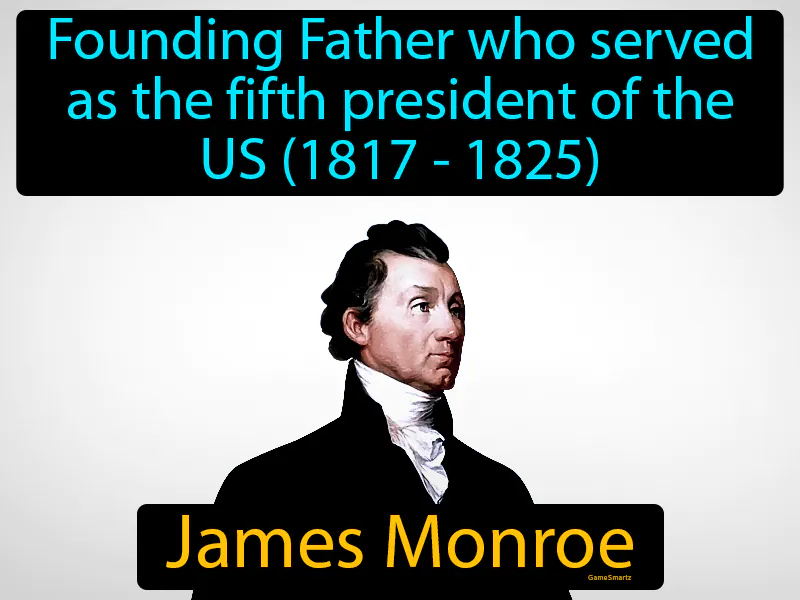 Founding Father who served
as the fifth president of the
US (1817 - 1825)
James Monroe
GameSmartz